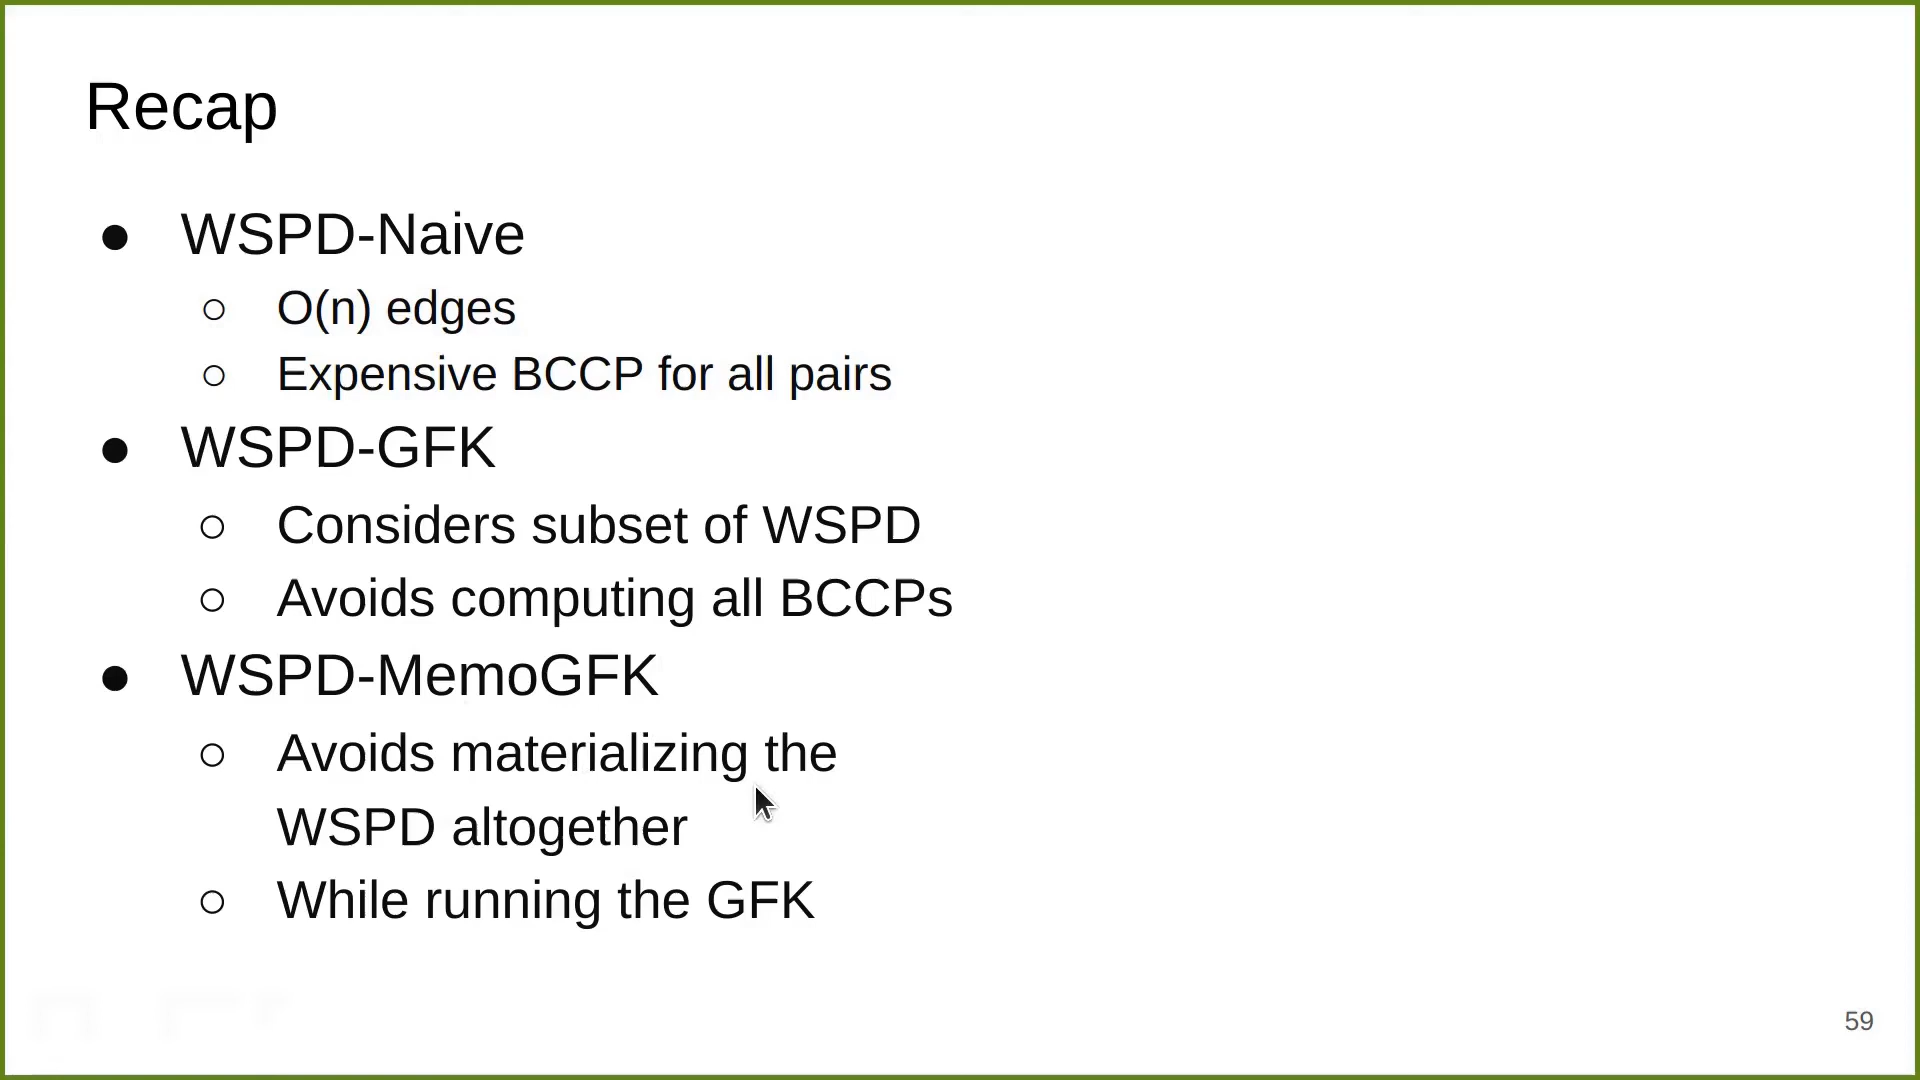 Recap
● WSPD-Naive
○ O(n) edges
○ Expensive BCCP for all pairs
● WSPD-GFK
○ Considers subset of WSPD
○ Avoids computing all BCCPs
● WSPD-MemoGFK
○ Avoids materializing the
WSPD altogether
○ While running the GFK
59